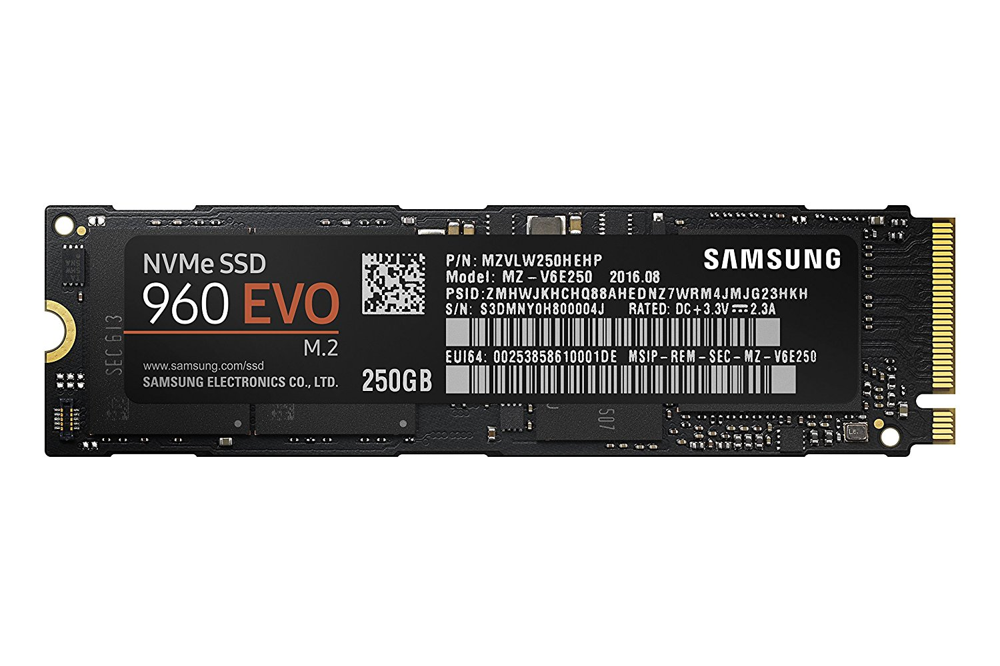 NVMe SSD
960 EVO
M.2
www.samsung.com/ssd
SAMSUNG ELECTRONICS CO., LTD.
250GB
P/N: MZVLW250HEHP
Model: MZ-V6E250 2016.08
PSID:ZMHWJKHCHQ88AHEDNZ7WRM4JMJG23HKH
S/N: S3DMNY0H800004J RATED: DC+3.3V⎓2.3A
EUI64: 00253858610001DE MSIP-REM-SEC-MZ-V6E250
SAMSUNG
SEC 613
507